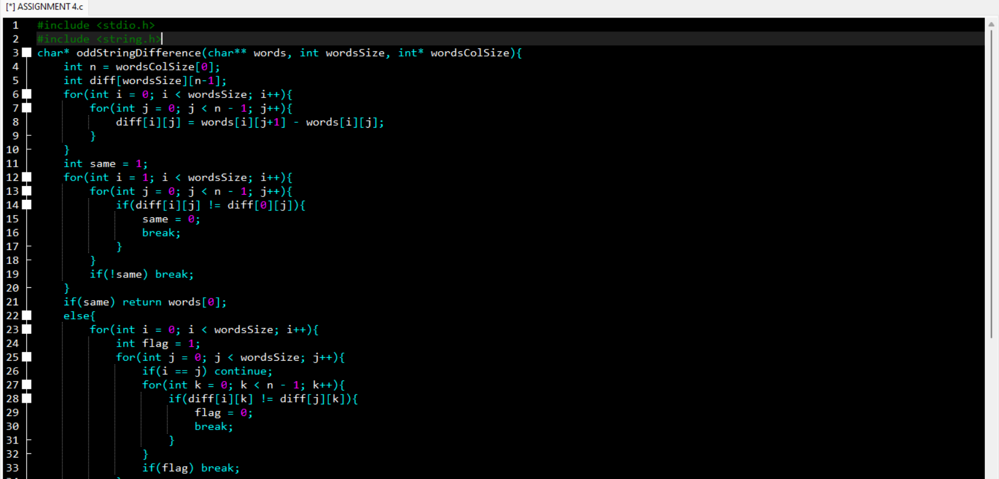 [*] ASSIGNMENT 4.c
1 #include <stdio.h>
2 #include <string.h>
3 char* oddStringDifference(char** words, int wordsSize, int* wordsColSize){
4 int n = wordsColSize[0];
5 int diff[wordsSize][n-1];
6 for(int i = 0; i < wordsSize; i++){
7 for(int j = 0; j < n - 1; j++){
8 diff[i][j] = words[i][j+1] - words[i][j];
9 }
10 }
11 int same = 1;
12 for(int i = 1; i < wordsSize; i++){
13 for(int j = 0; j < n - 1; j++){
14 if(diff[i][j] != diff[0][j]){
15 same = 0;
16 break;
17 }
18 }
19 if(!same) break;
20 }
21 if(same) return words[0];
22 else{
23 for(int i = 0; i < wordsSize; i++){
24 int flag = 1;
25 for(int j = 0; j < wordsSize; j++){
26 if(i == j) continue;
27 for(int k = 0; k < n - 1; k++){
28 if(diff[i][k] != diff[j][k]){
29 flag = 0;
30 break;
31 }
32 }
33 if(flag) break;